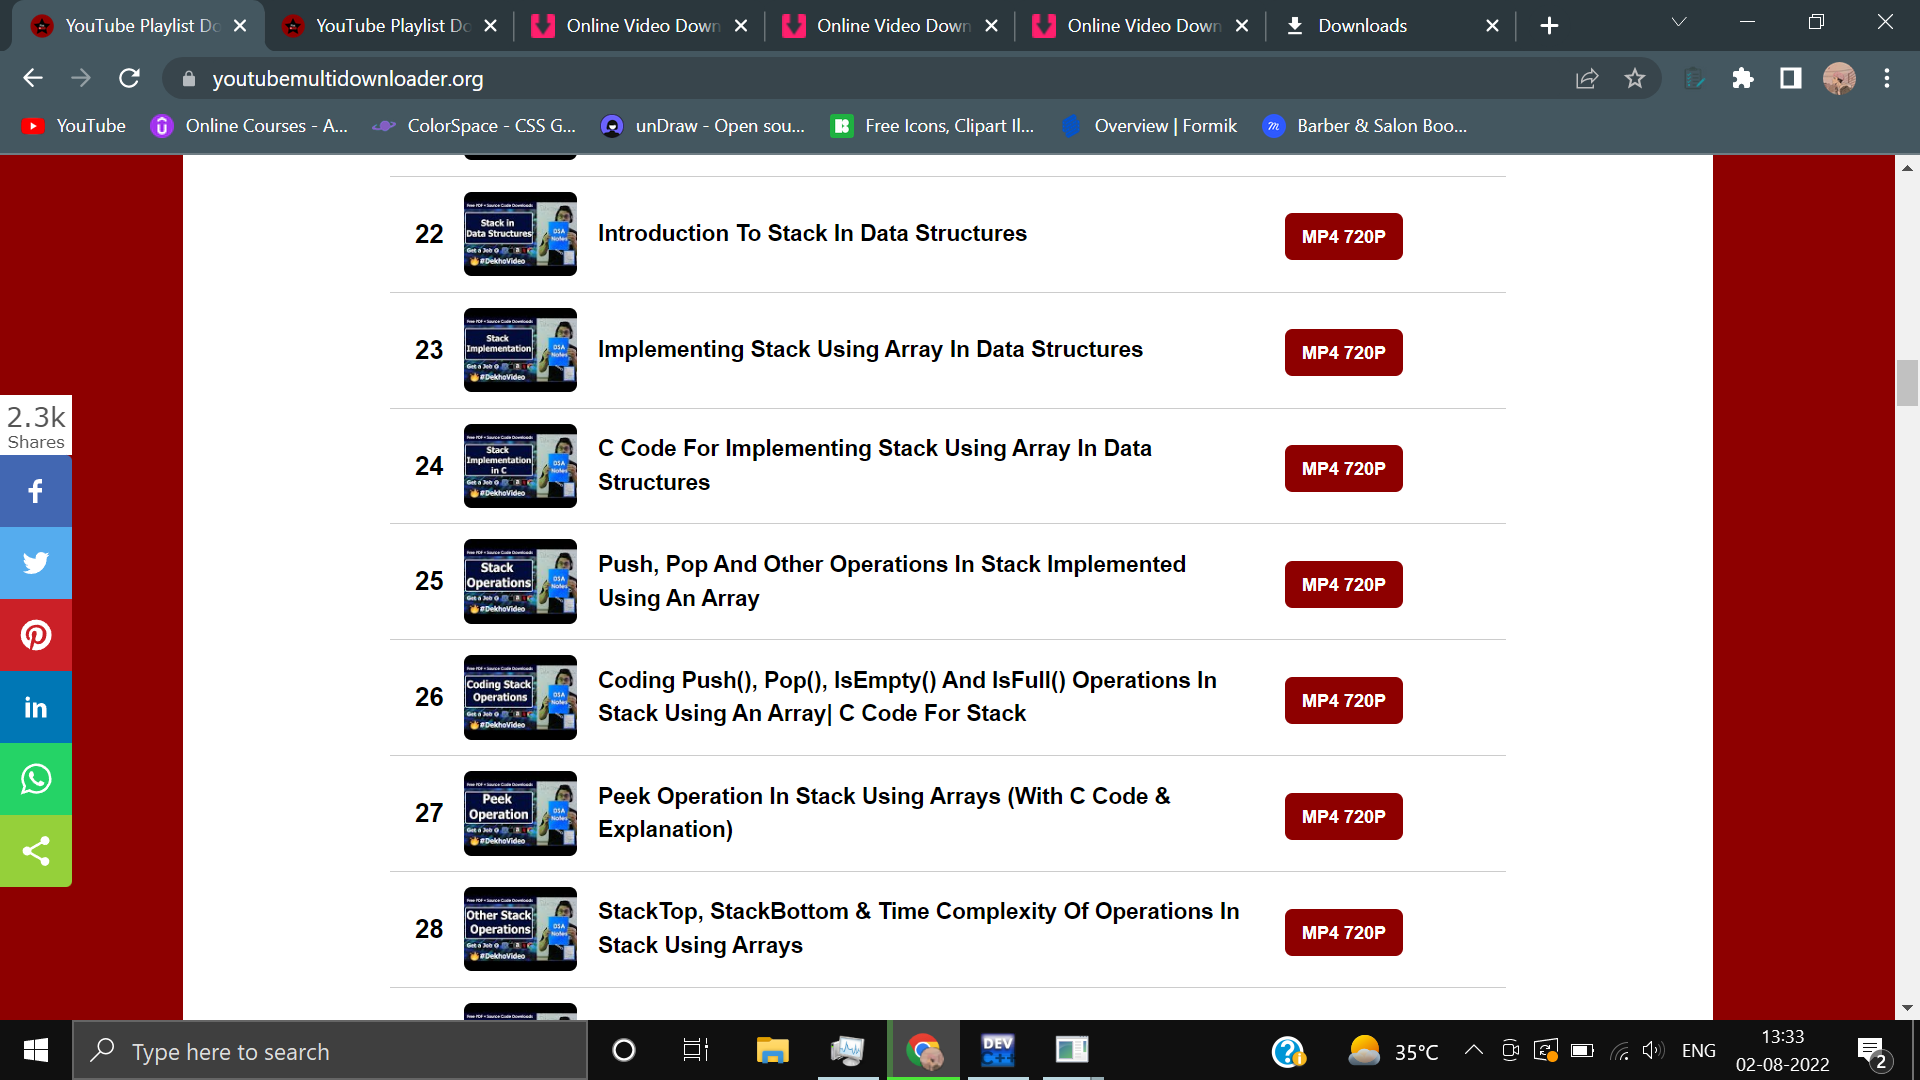 YouTube Playlist Do
YouTube Playlist Do
Online Video Down
Online Video Down
Online Video Down
Downloads
youtubemultidownloader.org
YouTube
Online Courses - A...
ColorSpace - CSS G...
unDraw - Open sou...
Free Icons, Clipart Il...
Overview | Formik
Barber & Salon Boo...
22
Stack in
Data Structures
#DekhoVideo
Introduction To Stack In Data Structures
MP4 720P
23
Stack
Implementation
#DekhoVideo
Implementing Stack Using Array In Data Structures
MP4 720P
2.3k
Shares
24
Stack
Implementation
in C
#DekhoVideo
C Code For Implementing Stack Using Array In Data
Structures
MP4 720P
25
Stack
Operations
#DekhoVideo
Push, Pop And Other Operations In Stack Implemented
Using An Array
MP4 720P
26
Coding Stack
Operations
#DekhoVideo
Coding Push(), Pop(), IsEmpty() And IsFull() Operations In
Stack Using An Array| C Code For Stack
MP4 720P
27
Peek
Operation
#DekhoVideo
Peek Operation In Stack Using Arrays (With C Code &
Explanation)
MP4 720P
28
Other Stack
Operations
#DekhoVideo
StackTop, StackBottom & Time Complexity Of Operations In
Stack Using Arrays
MP4 720P
Type here to search
DEV
C++
35°C
ENG
13:33
02-08-2022
2